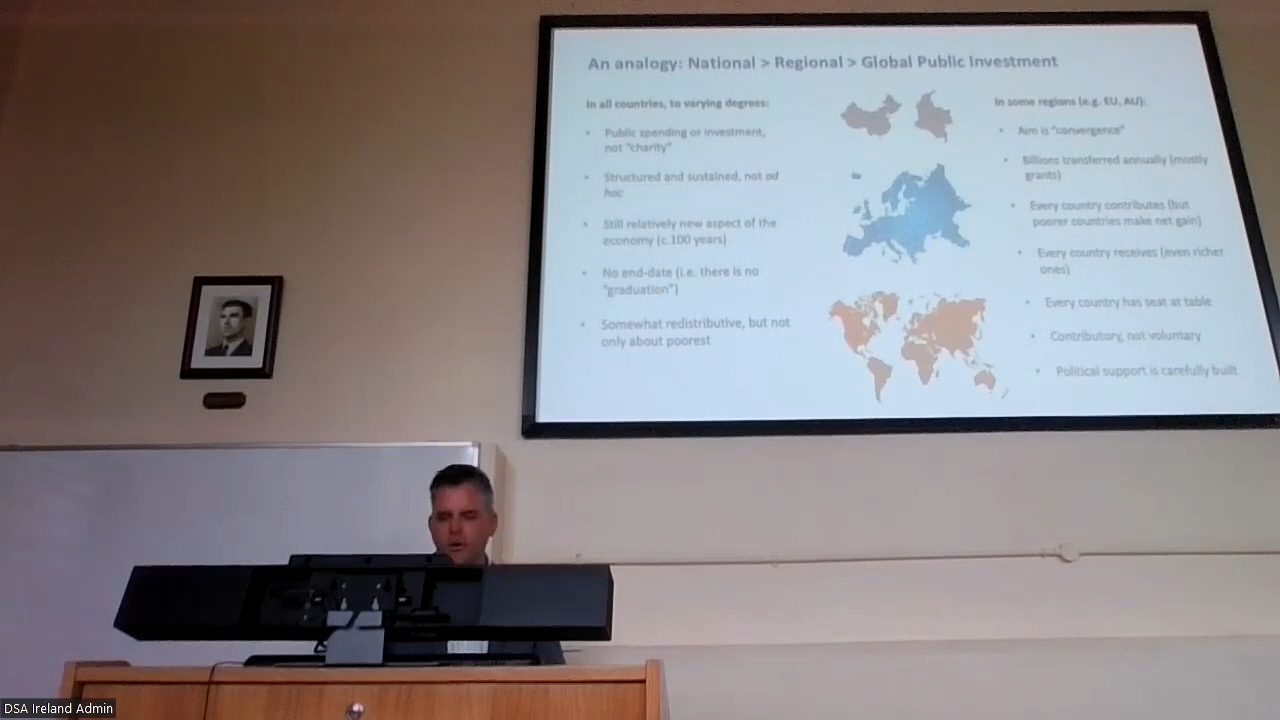 An analogy: National > Regional > Global Public Investment
In all countries, to varying degrees:
• Public spending or investment,
not "charity"
• Structured and sustained, not ad
hoc
• Still relatively new aspect of the
economy (c.100 years)
• No end-date (i.e. there is no
"graduation")
• Somewhat redistributive, but not
only about poorest
In some regions (e.g. EU, AU):
• Aim is "convergence"
• Billions transferred annually (mostly
grants)
• Every country contributes (but
poorer countries make net gain)
• Every country receives (even richer
ones)
• Every country has seat at table
• Contributory, not voluntary
• Political support is carefully built
DSA Ireland Admin